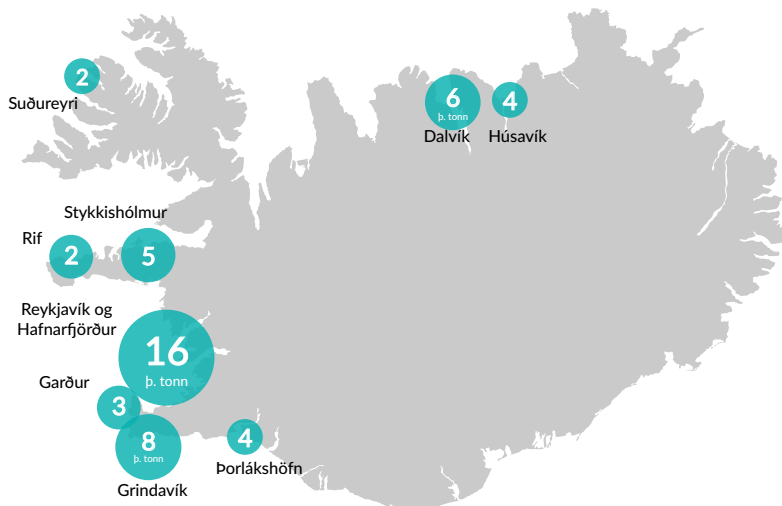 2
Suðureyri
6
þ. tonn
Dalvík
4
Húsavík
Stykkishólmur
5
Rif
2
Reykjavík og
Hafnarfjörður
16
þ. tonn
Garður
3
8
þ. tonn
Grindavík
4
Þorlákshöfn